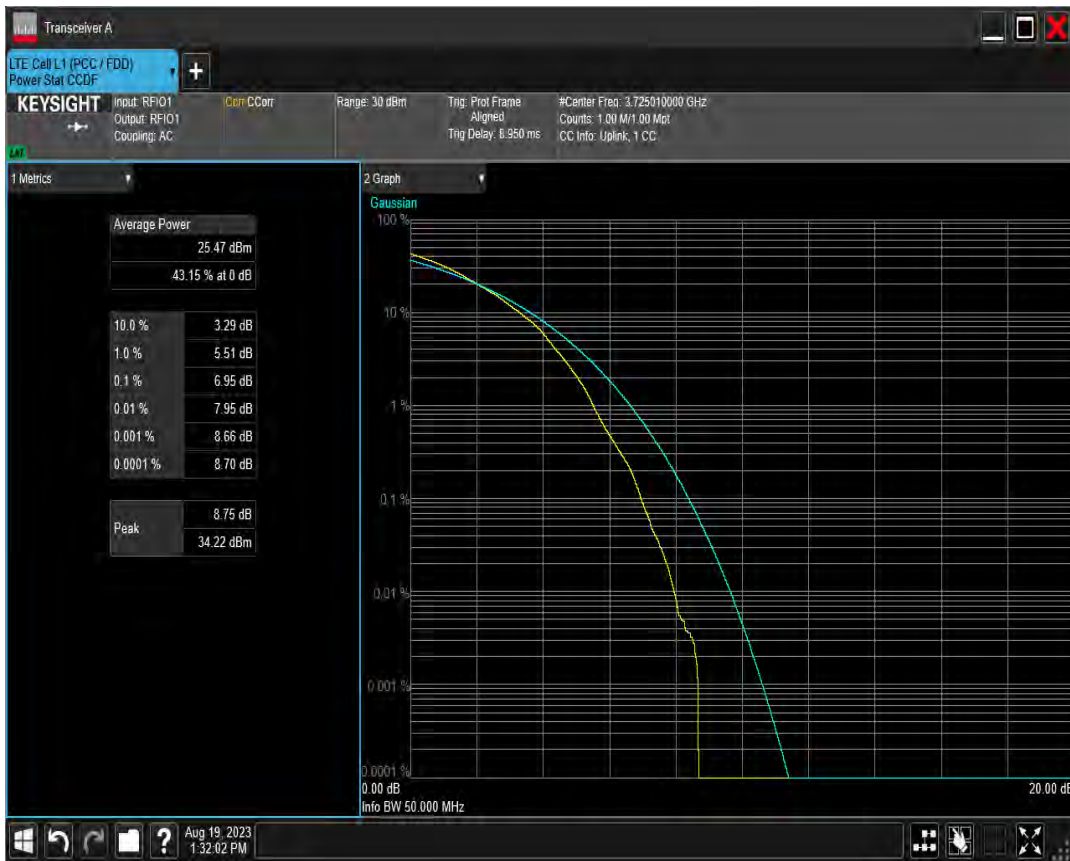 Transceiver A
LTE Cell L1 (PCC / FDD)
Power Stat CCDF
+
KEYSIGHT
Input: RFIO1
Output: RFIO1
Coupling: AC
Corr CCorr
Range: 30 dBm
Trig: Prot Frame
Aligned
Trig Delay: 8.950 ms
#Center Freq: 3.725010000 GHz
Counts: 1.00 M/1.00 Mpt
CC Info: Uplink, 1 CC
LXI
1 Metrics
Average Power
25.47 dBm
43.15 % at 0 dB
10.0 % 3.29 dB
1.0 % 5.51 dB
0.1 % 6.95 dB
0.01 % 7.95 dB
0.001 % 8.66 dB
0.0001 % 8.70 dB
Peak
8.75 dB
34.22 dBm
2 Graph
Gaussian
100 %
10 %
1 %
0.1 %
0.01 %
0.001 %
0.0001 %
0.00 dB
20.00 dB
Info BW 50.000 MHz
?
Aug 19, 2023
1:32:02 PM